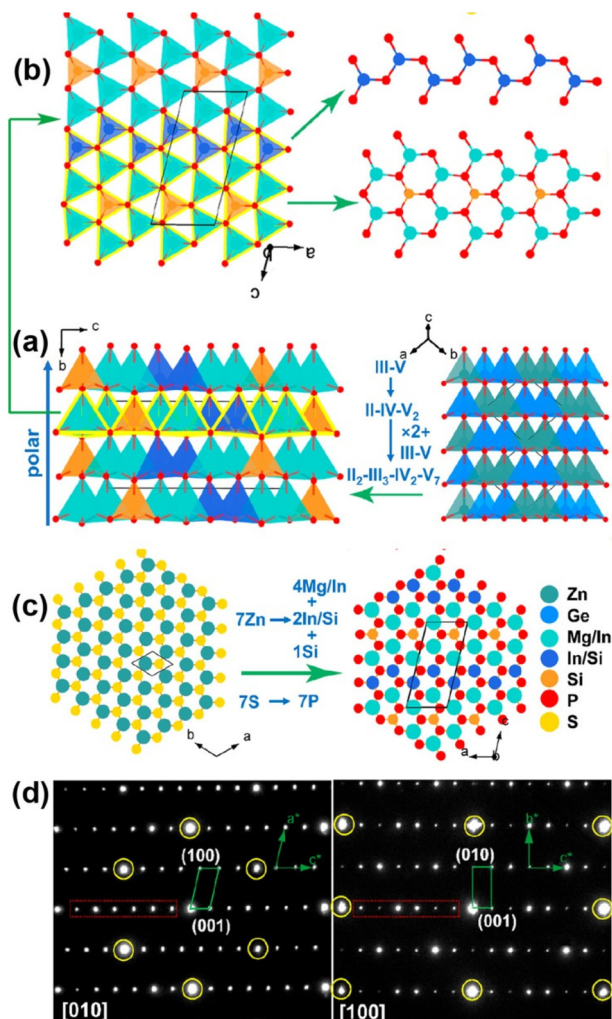 (b)
a
b
c
(a)
c
b
polar
c
a
b
III-V
II-IV-V2
×2+
III-V
II2-III3-IV2-V7
(c)
7Zn
4Mg/In
+
2In/Si
+
1Si
7S
7P
b
a
c
a
b
Zn
Ge
Mg/In
In/Si
Si
P
S
(d)
a*
c*
(100)
(001)
[010]
b*
c*
(010)
(001)
[100]